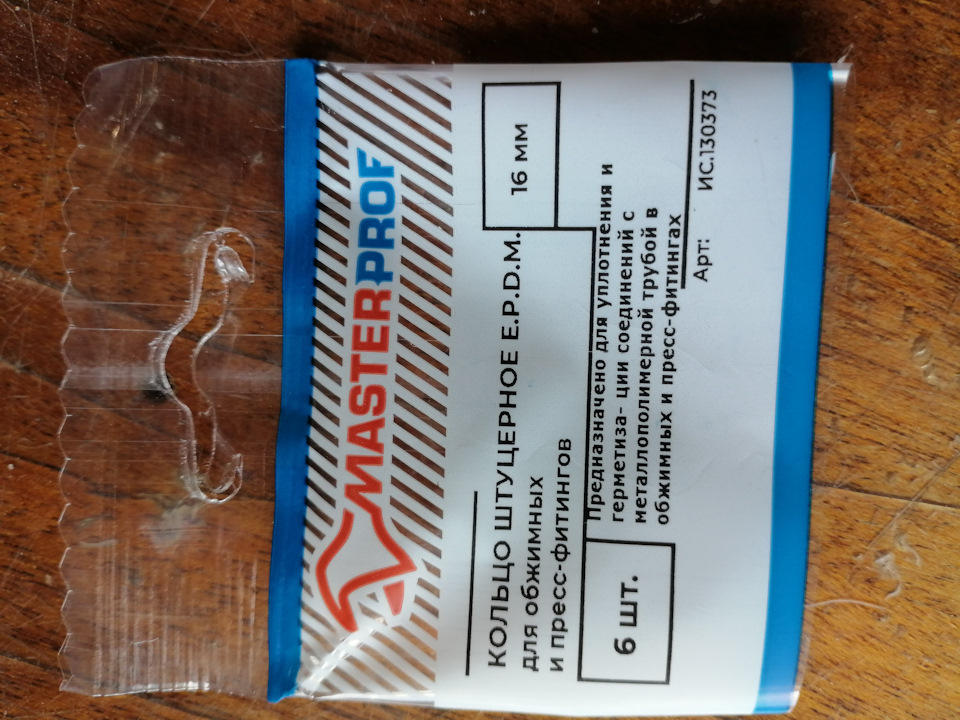 MASTERPROF
КОЛЬЦО ШТУЦЕРНОЕ E.P.D.M.
для обжимных
и пресс-фитингов
16 мм
6 шт.
Предназначено для уплотнения и
герметиза- ции соединений с
металлополимерной трубой в
обжимных и пресс-фитингах
Арт: ИС.130373